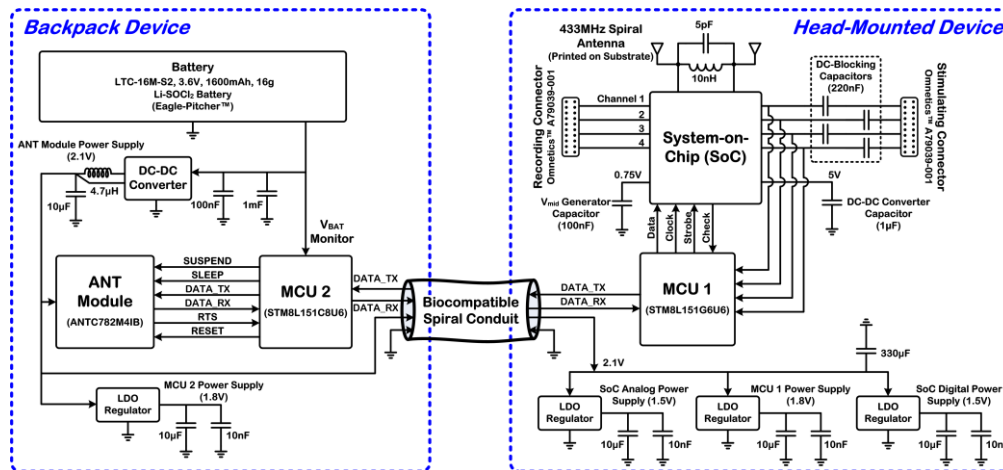 Backpack Device
Battery
LTC-16M-S2, 3.6V, 1600mAh, 16g
Li-SOCl₂ Battery
(Eagle-Pitcher™)
ANT Module Power Supply
(2.1V)
DC-DC
Converter
4.7µH
10µF
100nF
1mF
V_BAT
Monitor
ANT
Module
(ANTC782M4IB)
SUSPEND
SLEEP
DATA_TX
DATA_RX
RTS
RESET
MCU 2
(STM8L151C8U6)
DATA_TX
DATA_RX
MCU 2 Power Supply
(1.8V)
LDO
Regulator
10µF
10nF
Biocompatible
Spiral Conduit
Head-Mounted Device
433MHz Spiral
Antenna
(Printed on Substrate)
5pF
10nH
DC-Blocking
Capacitors
(220nF)
Recording Connector
Omnetics™ A79039-001
Channel 1
2
3
4
System-on-
Chip (SoC)
Stimulating Connector
Omnetics™ A79039-001
0.75V
V_mid Generator
Capacitor
(100nF)
5V
DC-DC Converter
Capacitor
(1µF)
Data
Clock
Strobe
Check
MCU 1
(STM8L151G6U6)
DATA_TX
DATA_RX
2.1V
330µF
SoC Analog Power
Supply (1.5V)
LDO
Regulator
10µF
10nF
MCU 1 Power Supply
(1.8V)
LDO
Regulator
10µF
10nF
SoC Digital Power
Supply (1.5V)
LDO
Regulator
10µF
10n